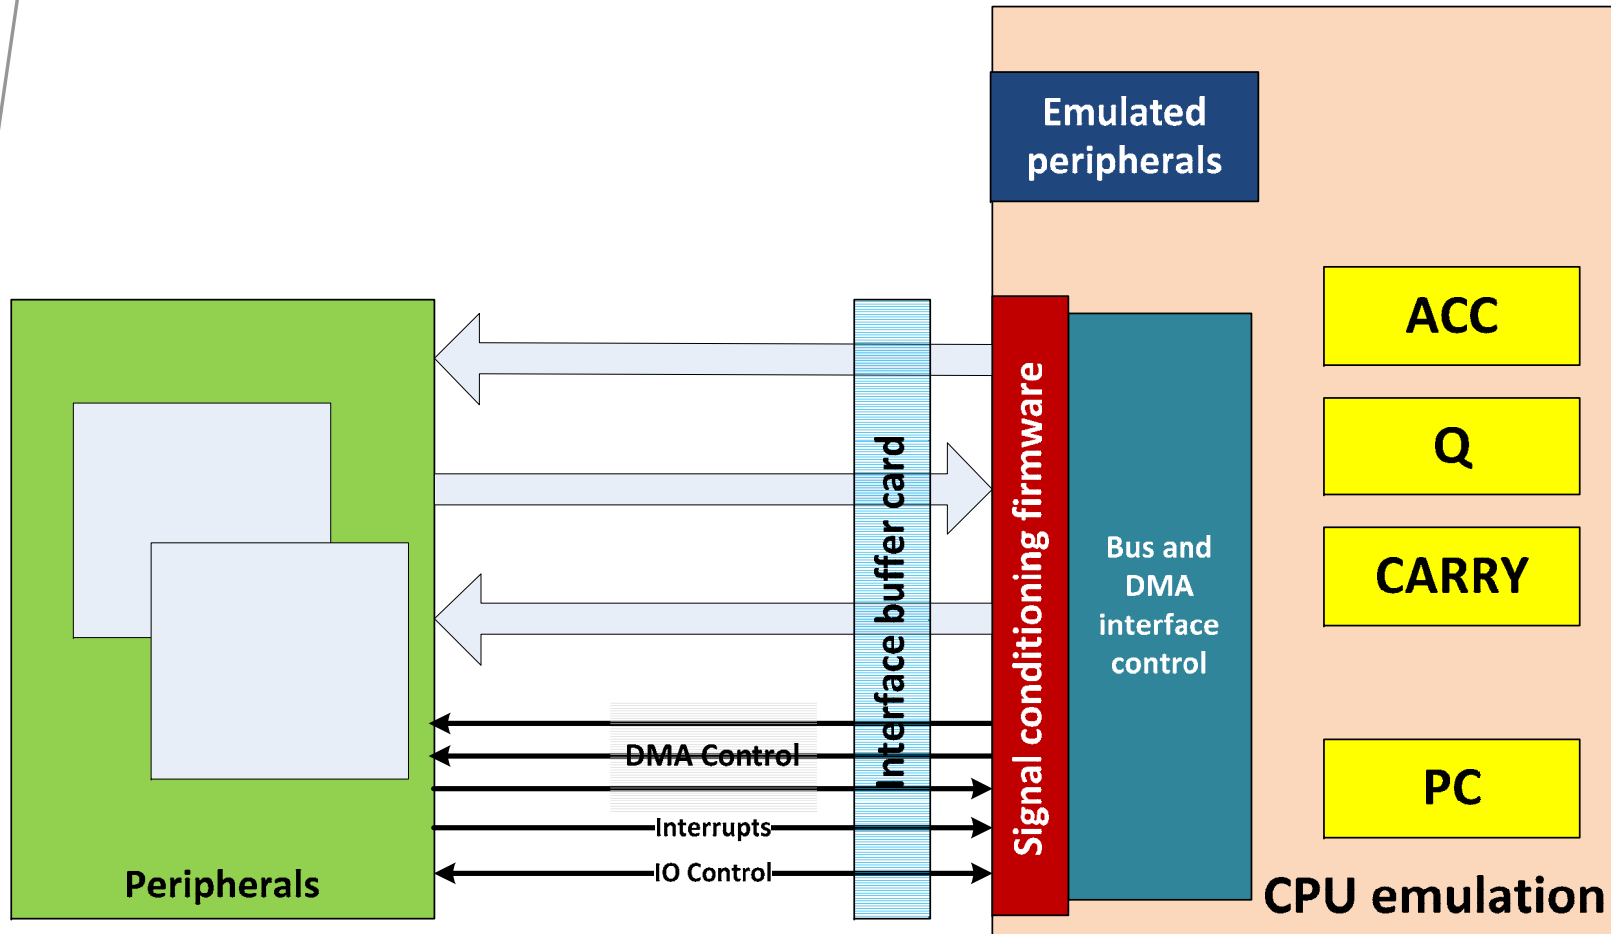 Emulated
peripherals
ACC
Q
CARRY
PC
CPU emulation
Bus and
DMA
interface
control
Signal conditioning firmware
Interface buffer card
DMA Control
Interrupts
IO Control
Peripherals